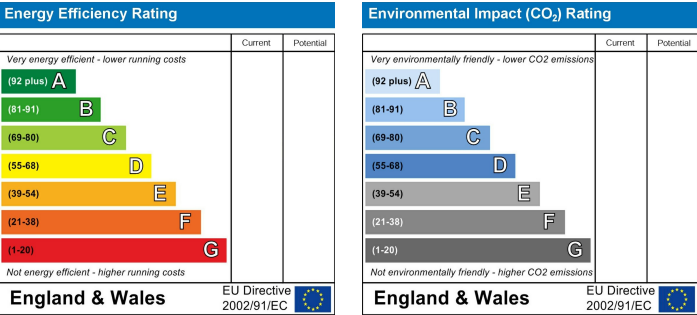 Energy Efficiency Rating
Current Potential
Very energy efficient - lower running costs
(92 plus) A
(81-91) B
(69-80) C
(55-68) D
(39-54) E
(21-38) F
(1-20) G
Not energy efficient - higher running costs
England & Wales
EU Directive
2002/91/EC
Environmental Impact (CO₂) Rating
Current Potential
Very environmentally friendly - lower CO2 emissions
(92 plus) A
(81-91) B
(69-80) C
(55-68) D
(39-54) E
(21-38) F
(1-20) G
Not environmentally friendly - higher CO2 emissions
England & Wales
EU Directive
2002/91/EC